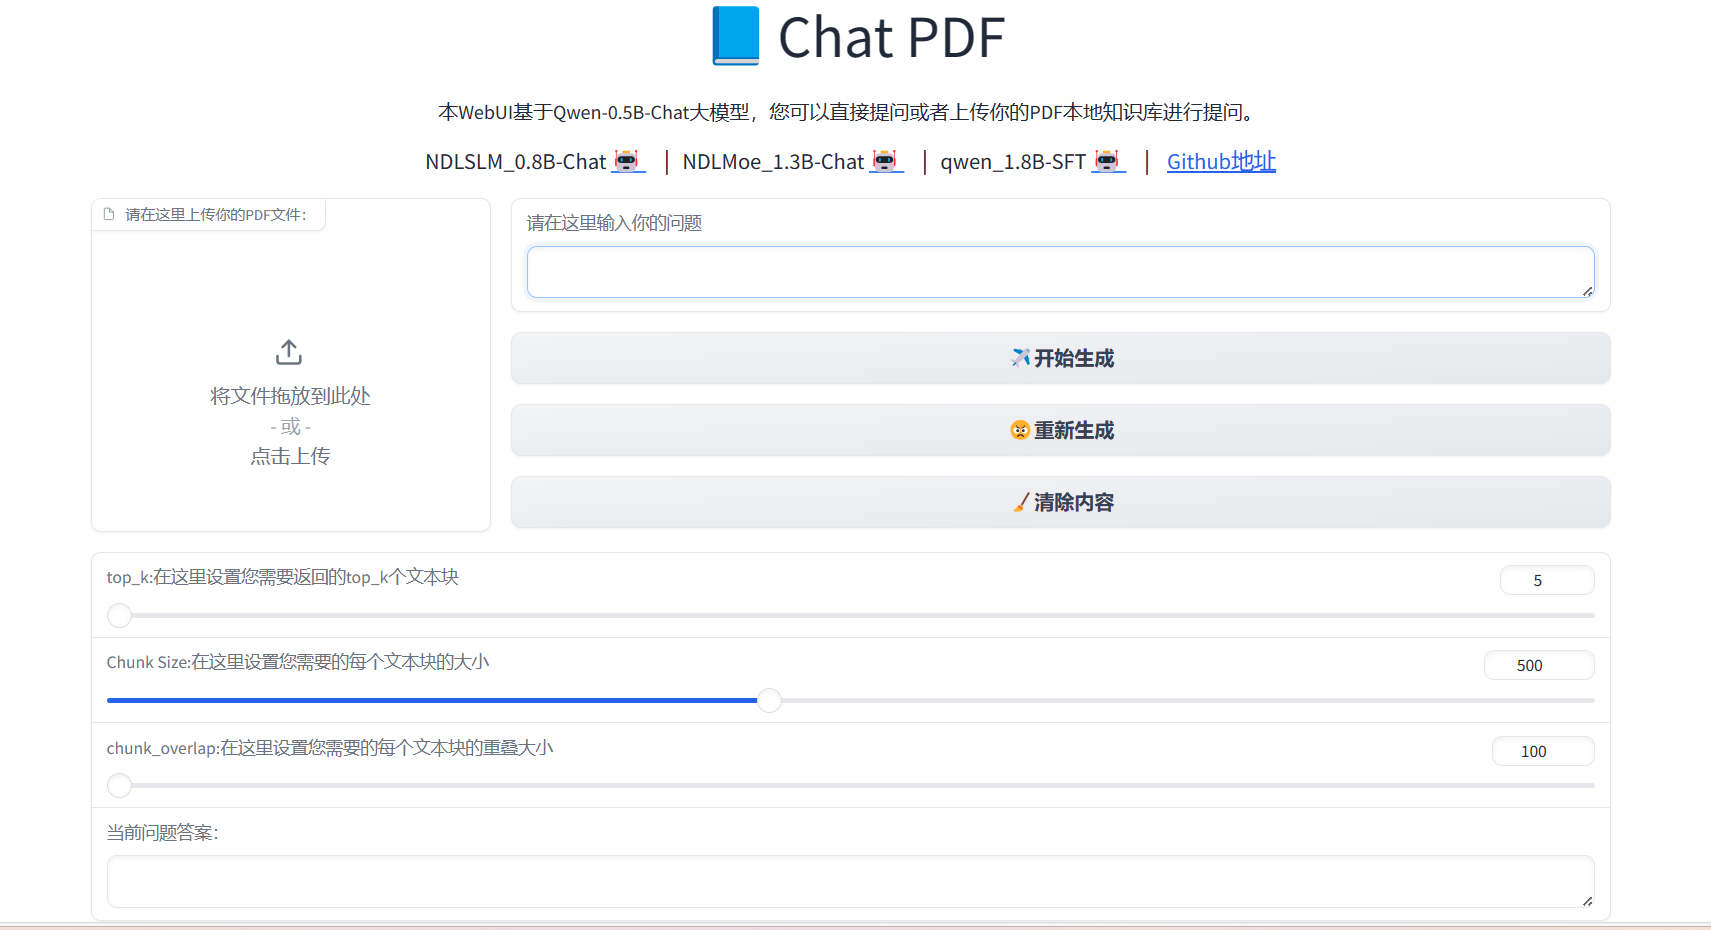 Chat PDF
本WebUI基于Qwen-0.5B-Chat大模型，您可以直接提问或者上传你的PDF本地知识库进行提问。
NDLSLM_0.8B-Chat | NDLMoe_1.3B-Chat | qwen_1.8B-SFT | Github地址
请在这里上传你的PDF文件：
将文件拖放到此处
- 或 -
点击上传
请在这里输入你的问题
开始生成
重新生成
清除内容
top_k:在这里设置您需要返回的top_k个文本块
5
Chunk Size:在这里设置您需要的每个文本块的大小
500
chunk_overlap:在这里设置您需要的每个文本块的重叠大小
100
当前问题答案：